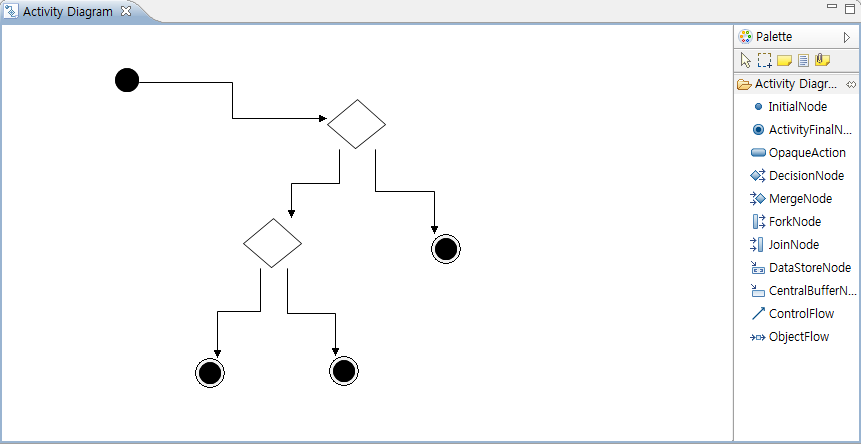 Activity Diagram
Palette
Activity Diagr...
InitialNode
ActivityFinalN...
OpaqueAction
DecisionNode
MergeNode
ForkNode
JoinNode
DataStoreNode
CentralBufferN...
ControlFlow
ObjectFlow